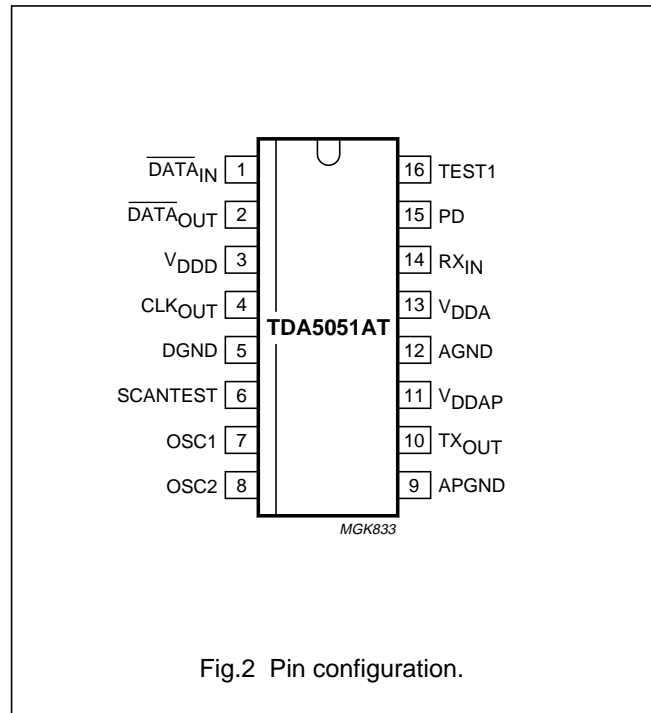 DATAIN 1
DATAOUT 2
VDDD 3
CLKOUT 4
DGND 5
SCANTEST 6
OSC1 7
OSC2 8
TDA5051AT
16 TEST1
15 PD
14 RXIN
13 VDDA
12 AGND
11 VDDAP
10 TXOUT
9 APGND
MGK833
Fig.2 Pin configuration.